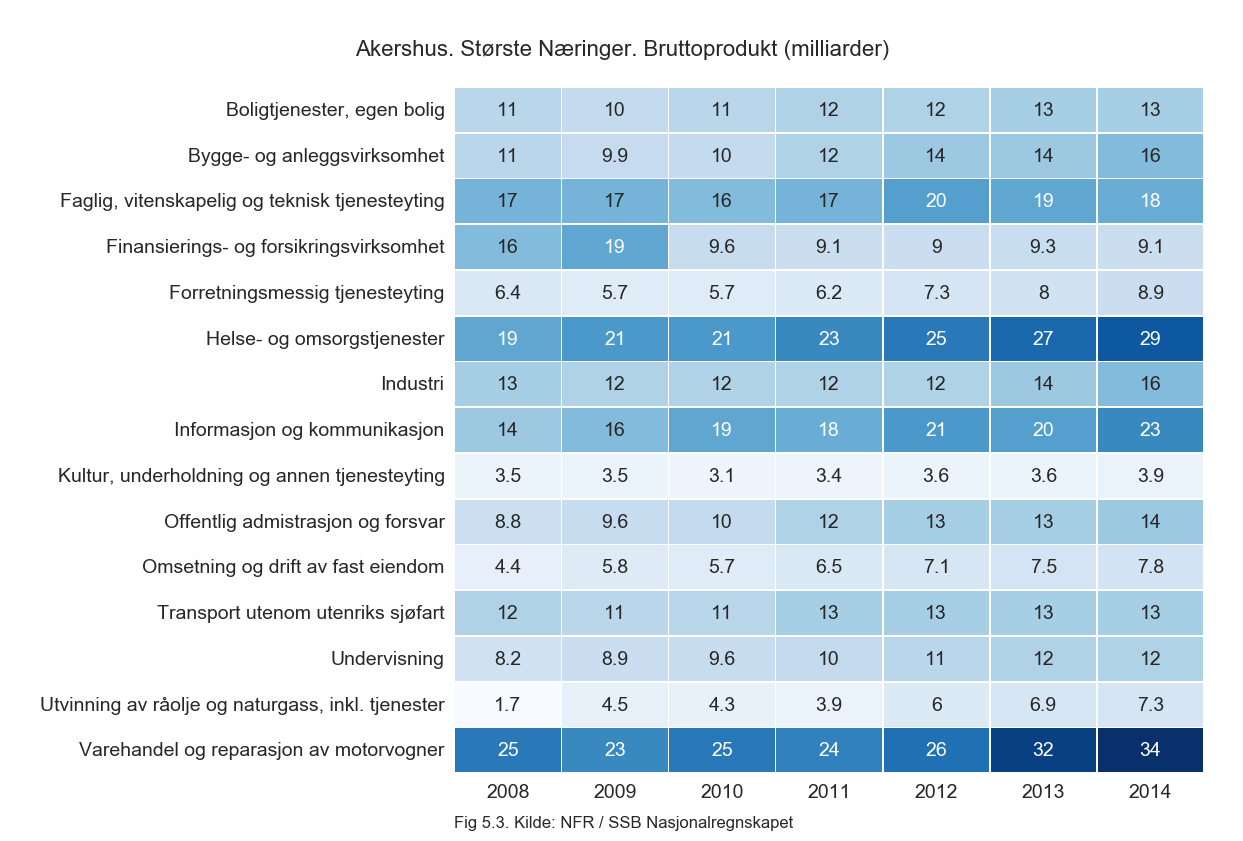 Akershus. Største Næringer. Bruttoprodukt (milliarder)
Boligtjenester, egen bolig 11 10 11 12 12 13 13
Bygge- og anleggsvirksomhet 11 9.9 10 12 14 14 16
Faglig, vitenskapelig og teknisk tjenesteyting 17 17 16 17 20 19 18
Finansierings- og forsikringsvirksomhet 16 19 9.6 9.1 9 9.3 9.1
Forretningsmessig tjenesteyting 6.4 5.7 5.7 6.2 7.3 8 8.9
Helse- og omsorgstjenester 19 21 21 23 25 27 29
Industri 13 12 12 12 12 14 16
Informasjon og kommunikasjon 14 16 19 18 21 20 23
Kultur, underholdning og annen tjenesteyting 3.5 3.5 3.1 3.4 3.6 3.6 3.9
Offentlig admistrasjon og forsvar 8.8 9.6 10 12 13 13 14
Omsetning og drift av fast eiendom 4.4 5.8 5.7 6.5 7.1 7.5 7.8
Transport utenom utenriks sjøfart 12 11 11 13 13 13 13
Undervisning 8.2 8.9 9.6 10 11 12 12
Utvinning av råolje og naturgass, inkl. tjenester 1.7 4.5 4.3 3.9 6 6.9 7.3
Varehandel og reparasjon av motorvogner 25 23 25 24 26 32 34
2008 2009 2010 2011 2012 2013 2014
Fig 5.3. Kilde: NFR / SSB Nasjonalregnskapet